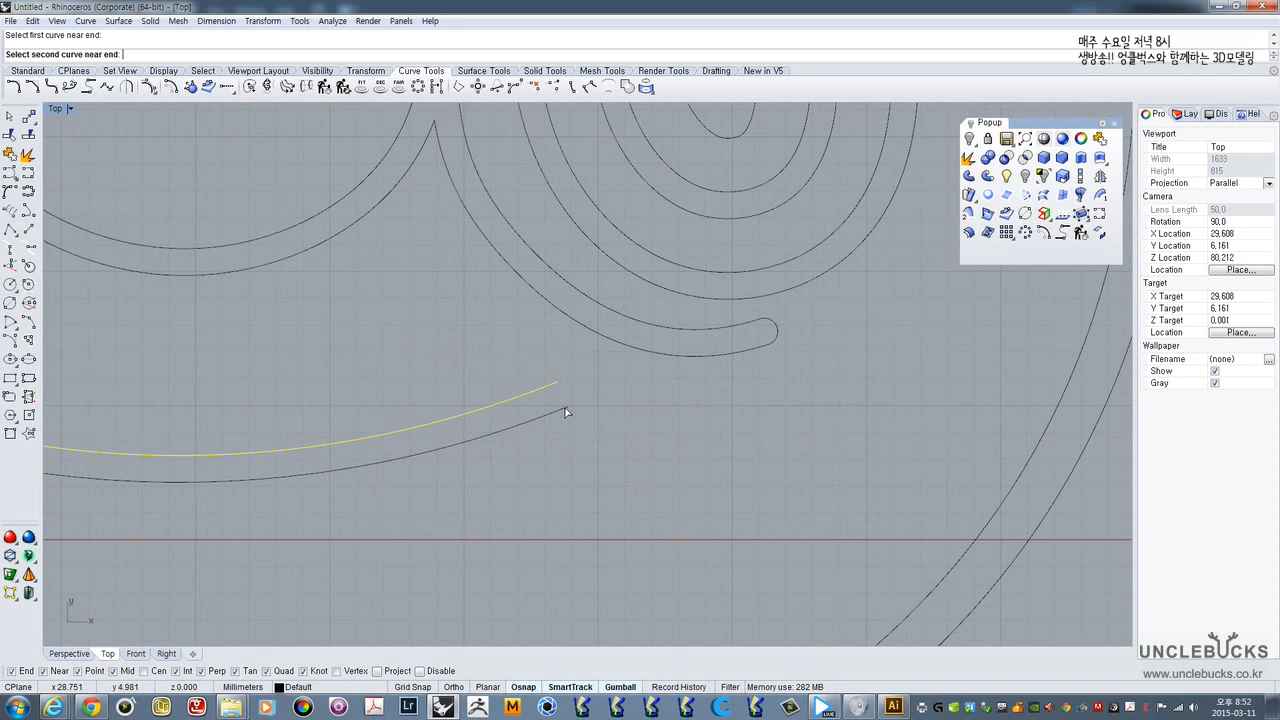 Untitled - Rhinoceros (Corporate) (64-bit) - [Top]
File Edit View Curve Surface Solid Mesh Dimension Transform Tools Analyze Render Panels Help
Select first curve near end:
Select second curve near end:
매주 수요일 저녁 8시
생방송!! 엉클벅스와 함께하는 3D모델링
Standard CPlanes Set View Display Select Viewport Layout Visibility Transform Curve Tools Surface Tools Solid Tools Mesh Tools Render Tools Drafting New in V5
Top
Popup
Pro Lay Dis Hel
Viewport
Title Top
Width 1633
Height 815
Projection Parallel
Camera
Lens Length 50,0
Rotation 90,0
X Location 29,608
Y Location 6,161
Z Location 80,212
Location Place...
Target
X Target 29,608
Y Target 6,161
Z Target 0,001
Location Place...
Wallpaper
Filename (none)
Show
Gray
y
x
Perspective Top Front Right
End Near Point Mid Cen Int Perp Tan Quad Knot Vertex Project Disable
CPlane x 28.751 y 4.981 z 0.000 Millimeters Default Grid Snap Ortho Planar Osnap SmartTrack Gumball Record History Filter Memory use: 282 MB
UNCLEBUCKS
www.unclebucks.co.kr
Lr
M
Ai
오후 8:52
2015-03-11